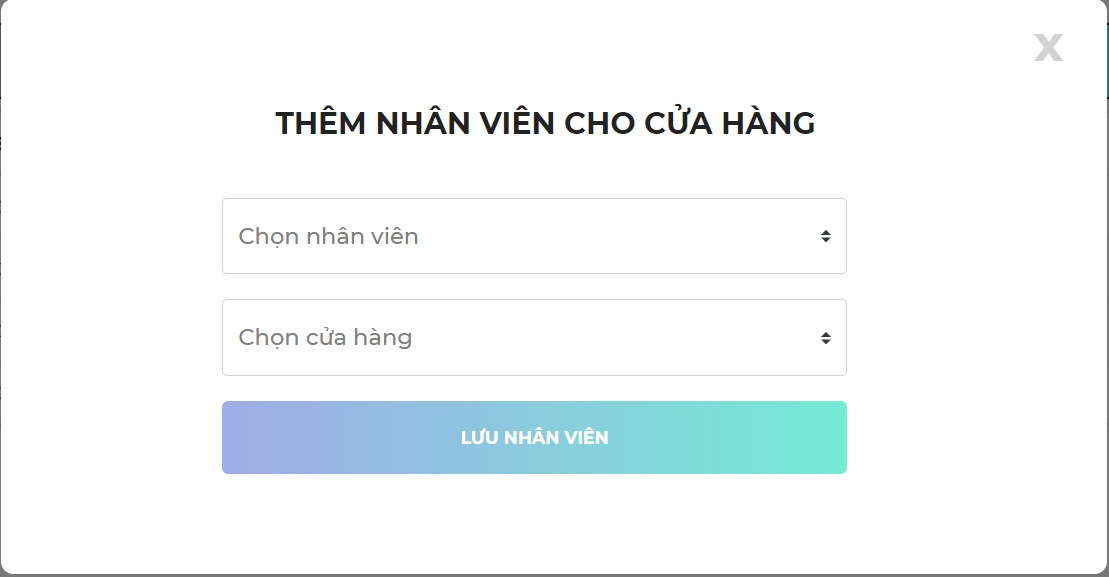 X
THÊM NHÂN VIÊN CHO CỬA HÀNG
Chọn nhân viên
Chọn cửa hàng
LƯU NHÂN VIÊN